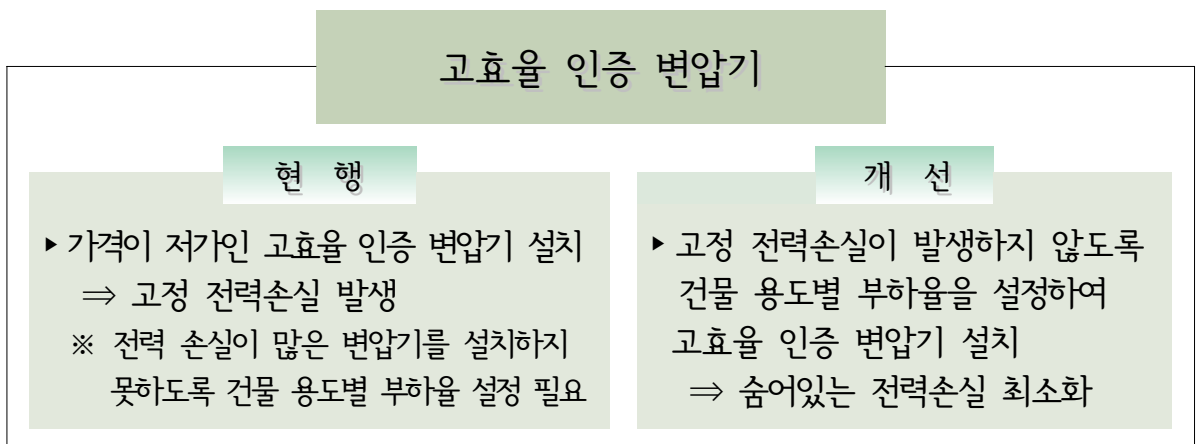 고효율 인증 변압기
현 행
▶ 가격이 저가인 고효율 인증 변압기 설치
⇒ 고정 전력손실 발생
※ 전력 손실이 많은 변압기를 설치하지
못하도록 건물 용도별 부하율 설정 필요
개 선
▶ 고정 전력손실이 발생하지 않도록
건물 용도별 부하율을 설정하여
고효율 인증 변압기 설치
⇒ 숨어있는 전력손실 최소화